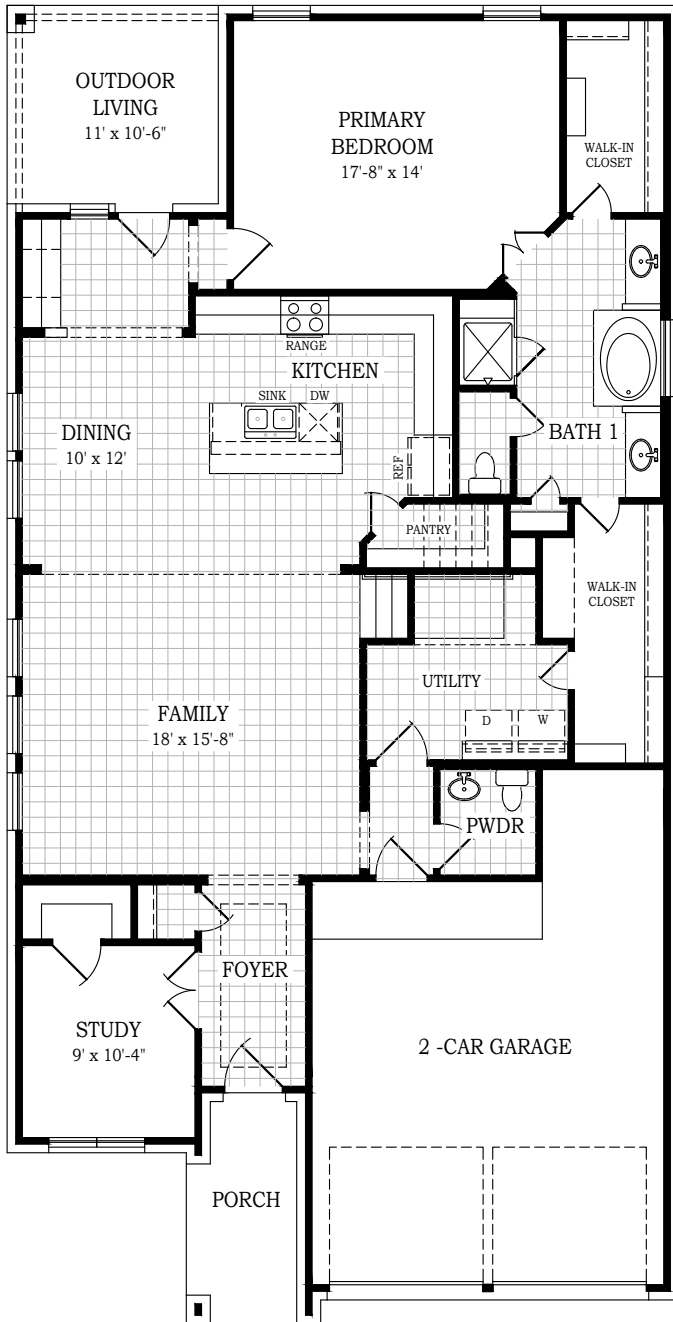 OUTDOOR
LIVING
11' x 10'-6"
PRIMARY
BEDROOM
17'-8" x 14'
WALK-IN
CLOSET
RANGE
KITCHEN
SINK DW
DINING
10' x 12'
REF
BATH 1
PANTRY
WALK-IN
CLOSET
UTILITY
D W
FAMILY
18' x 15'-8"
PWDR
FOYER
STUDY
9' x 10'-4"
2 -CAR GARAGE
PORCH